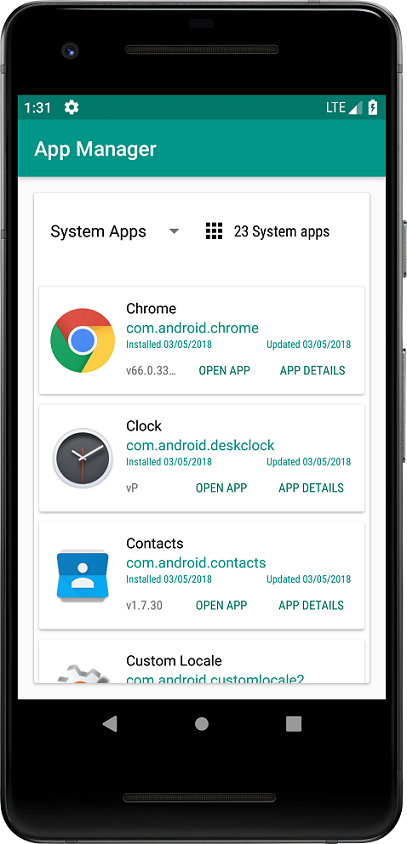 1:31 LTE
App Manager
System Apps 23 System apps
Chrome
com.android.chrome
Installed 03/05/2018 Updated 03/05/2018
v66.0.33... OPEN APP APP DETAILS
Clock
com.android.deskclock
Installed 03/05/2018 Updated 03/05/2018
vP OPEN APP APP DETAILS
Contacts
com.android.contacts
Installed 03/05/2018 Updated 03/05/2018
v1.7.30 OPEN APP APP DETAILS
Custom Locale
com.android.customlocale2